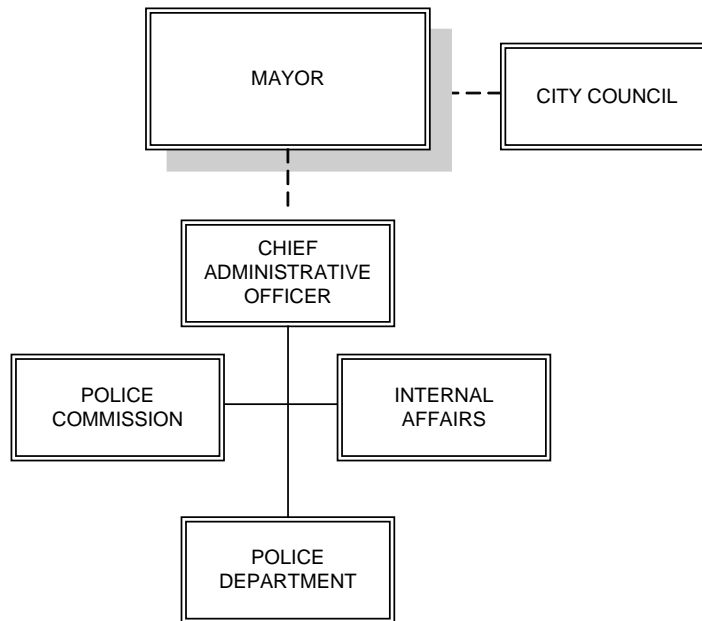 MAYOR
CITY COUNCIL
CHIEF
ADMINISTRATIVE
OFFICER
POLICE
COMMISSION
INTERNAL
AFFAIRS
POLICE
DEPARTMENT